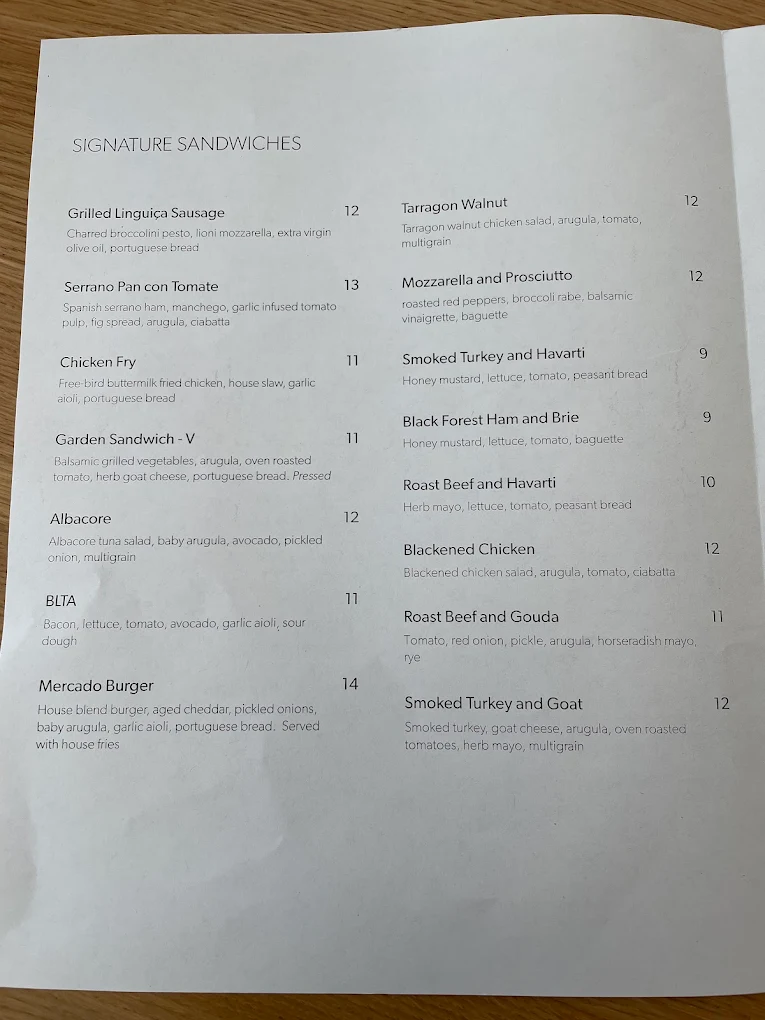 SIGNATURE SANDWICHES
Grilled Linguiça Sausage 12
Charred broccolini pesto, lioni mozzarella, extra virgin
olive oil, portuguese bread
Serrano Pan con Tomate 13
Spanish serrano ham, manchego, garlic infused tomato
pulp, fig spread, arugula, ciabatta
Chicken Fry 11
Free-bird buttermilk fried chicken, house slaw, garlic
aioli, portuguese bread
Garden Sandwich - V 11
Balsamic grilled vegetables, arugula, oven roasted
tomato, herb goat cheese, portuguese bread. Pressed
Albacore 12
Albacore tuna salad, baby arugula, avocado, pickled
onion, multigrain
BLTA 11
Bacon, lettuce, tomato, avocado, garlic aioli, sour
dough
Mercado Burger 14
House blend burger, aged cheddar, pickled onions,
baby arugula, garlic aioli, portuguese bread. Served
with house fries
Tarragon Walnut 12
Tarragon walnut chicken salad, arugula, tomato,
multigrain
Mozzarella and Prosciutto 12
roasted red peppers, broccoli rabe, balsamic
vinaigrette, baguette
Smoked Turkey and Havarti 9
Honey mustard, lettuce, tomato, peasant bread
Black Forest Ham and Brie 9
Honey mustard, lettuce, tomato, baguette
Roast Beef and Havarti 10
Herb mayo, lettuce, tomato, peasant bread
Blackened Chicken 12
Blackened chicken salad, arugula, tomato, ciabatta
Roast Beef and Gouda 11
Tomato, red onion, pickle, arugula, horseradish mayo,
rye
Smoked Turkey and Goat 12
Smoked turkey, goat cheese, arugula, oven roasted
tomatoes, herb mayo, multigrain